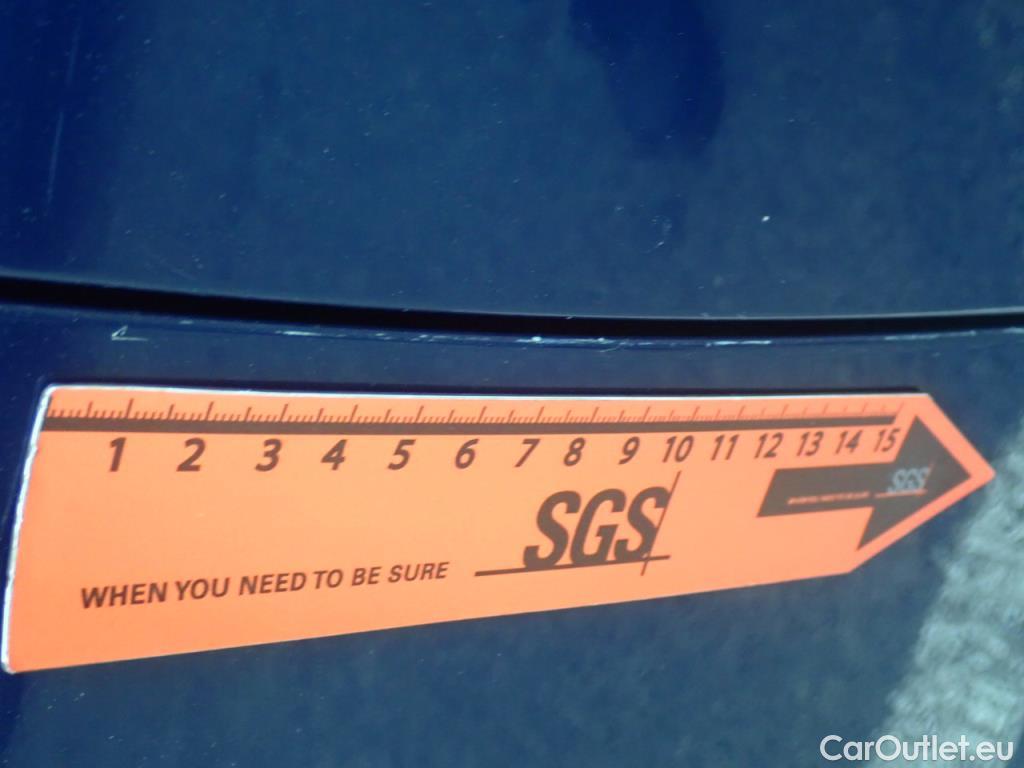 1 2 3 4 5 6 7 8 9 10 11 12 13 14 15
SGS
SGS
WHEN YOU NEED TO BE SURE
CarOutlet.eu